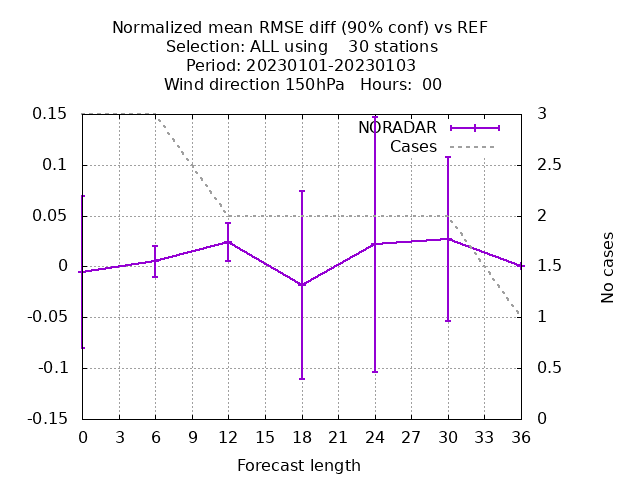 Normalized mean RMSE diff (90% conf) vs REF
Selection: ALL using    30 stations
Period: 20230101-20230103
Wind direction 150hPa   Hours:  00
0.15
0.1
0.05
0
-0.05
-0.1
-0.15
NORADAR
Cases
3
2.5
2
1.5
1
0.5
0
No cases
0 3 6 9 12 15 18 21 24 27 30 33 36
Forecast length